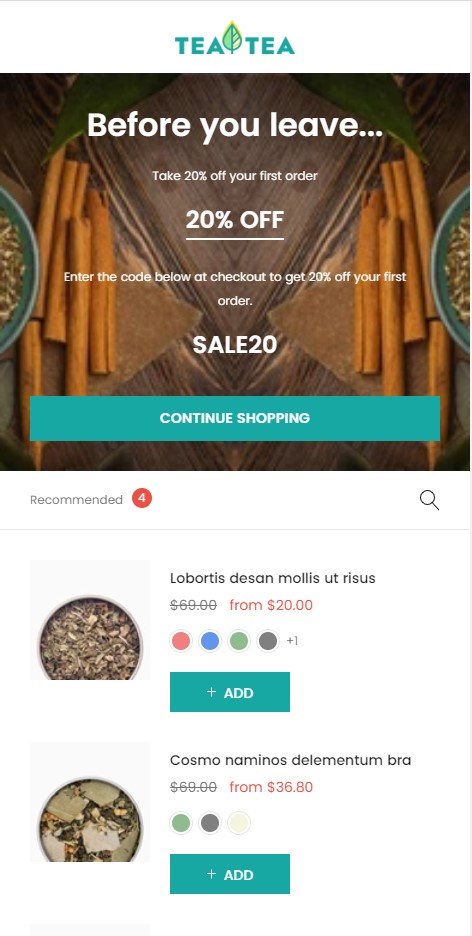 TEA TEA
Before you leave...
Take 20% off your first order
20% OFF
Enter the code below at checkout to get 20% off your first
order.
SALE20
CONTINUE SHOPPING
Recommended 4
Lobortis desan mollis ut risus
$69.00 from $20.00
+1
+ ADD
Cosmo naminos delementum bra
$69.00 from $36.80
+ ADD